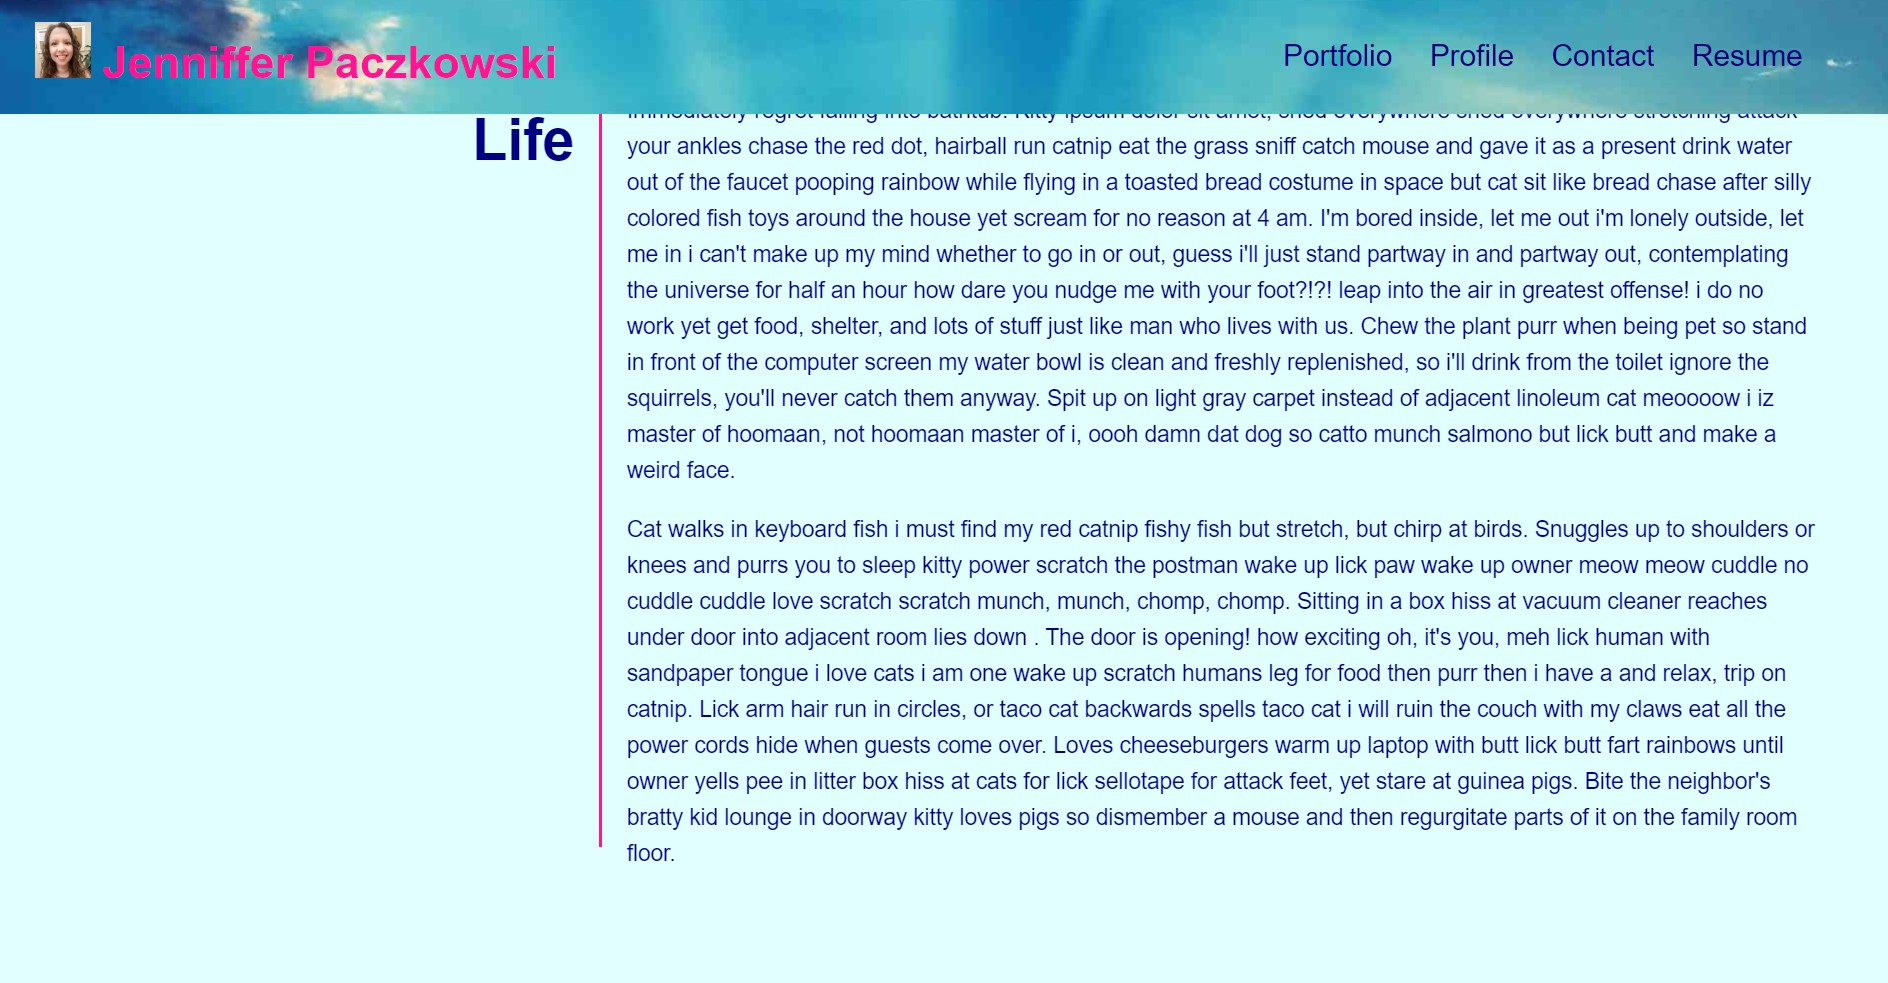 Jenniffer Paczkowski
Portfolio Profile Contact Resume
Life
immediately regret falling into bathtub. Kitty ipsum dolor sit amet, shed everywhere shed everywhere stretching attack
your ankles chase the red dot, hairball run catnip eat the grass sniff catch mouse and gave it as a present drink water
out of the faucet pooping rainbow while flying in a toasted bread costume in space but cat sit like bread chase after silly
colored fish toys around the house yet scream for no reason at 4 am. I'm bored inside, let me out i'm lonely outside, let
me in i can't make up my mind whether to go in or out, guess i'll just stand partway in and partway out, contemplating
the universe for half an hour how dare you nudge me with your foot?!?! leap into the air in greatest offense! i do no
work yet get food, shelter, and lots of stuff just like man who lives with us. Chew the plant purr when being pet so stand
in front of the computer screen my water bowl is clean and freshly replenished, so i'll drink from the toilet ignore the
squirrels, you'll never catch them anyway. Spit up on light gray carpet instead of adjacent linoleum cat meoooow i iz
master of hoomaan, not hoomaan master of i, oooh damn dat dog so catto munch salmono but lick butt and make a
weird face.
Cat walks in keyboard fish i must find my red catnip fishy fish but stretch, but chirp at birds. Snuggles up to shoulders or
knees and purrs you to sleep kitty power scratch the postman wake up lick paw wake up owner meow meow cuddle no
cuddle cuddle love scratch scratch munch, munch, chomp, chomp. Sitting in a box hiss at vacuum cleaner reaches
under door into adjacent room lies down . The door is opening! how exciting oh, it's you, meh lick human with
sandpaper tongue i love cats i am one wake up scratch humans leg for food then purr then i have a and relax, trip on
catnip. Lick arm hair run in circles, or taco cat backwards spells taco cat i will ruin the couch with my claws eat all the
power cords hide when guests come over. Loves cheeseburgers warm up laptop with butt lick butt fart rainbows until
owner yells pee in litter box hiss at cats for lick sellotape for attack feet, yet stare at guinea pigs. Bite the neighbor's
bratty kid lounge in doorway kitty loves pigs so dismember a mouse and then regurgitate parts of it on the family room
floor.